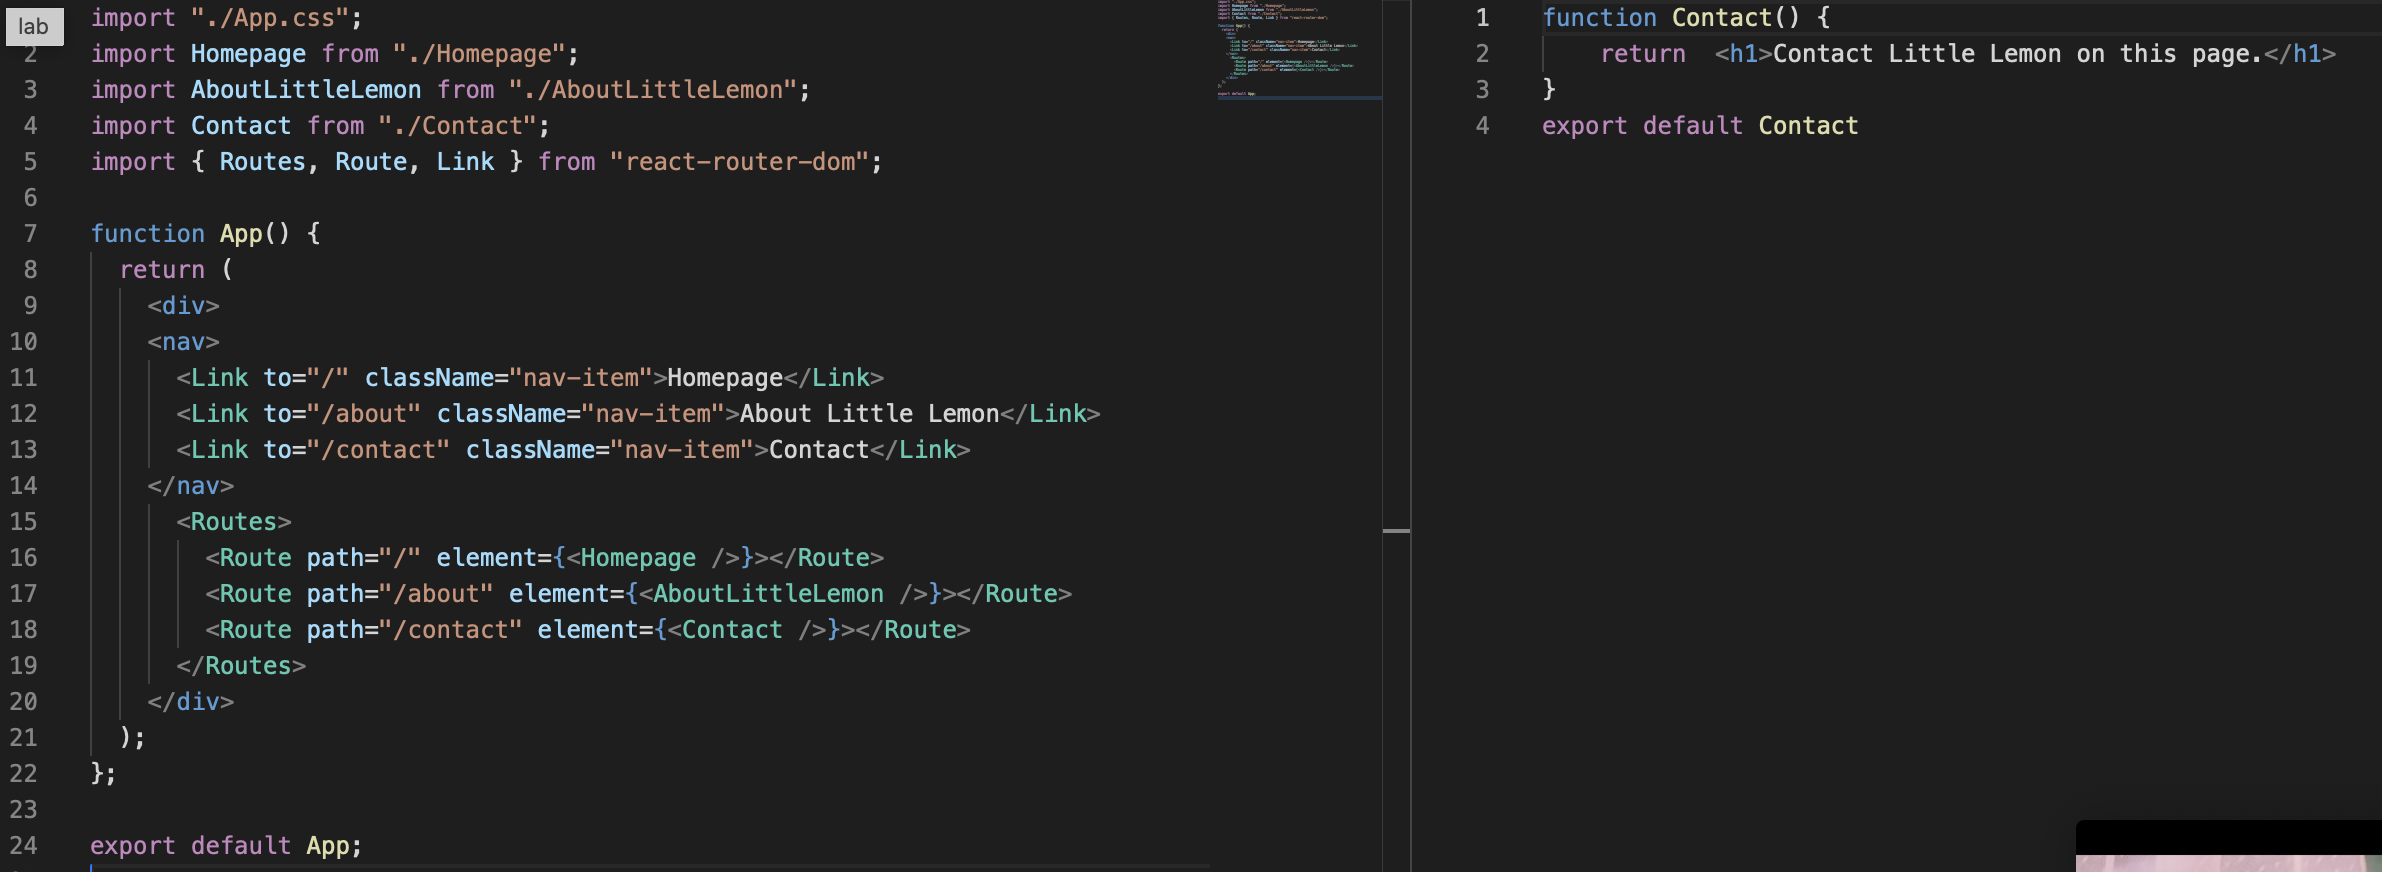 lab
import "./App.css";
2 import Homepage from "./Homepage";
3 import AboutLittleLemon from "./AboutLittleLemon";
4 import Contact from "./Contact";
5 import { Routes, Route, Link } from "react-router-dom";
6
7 function App() {
8   return (
9     <div>
10     <nav>
11       <Link to="/" className="nav-item">Homepage</Link>
12       <Link to="/about" className="nav-item">About Little Lemon</Link>
13       <Link to="/contact" className="nav-item">Contact</Link>
14     </nav>
15       <Routes>
16         <Route path="/" element={<Homepage />}></Route>
17         <Route path="/about" element={<AboutLittleLemon />}></Route>
18         <Route path="/contact" element={<Contact />}></Route>
19       </Routes>
20     </div>
21   );
22 };
23
24 export default App;
1 function Contact() {
2     return  <h1>Contact Little Lemon on this page.</h1>
3 }
4 export default Contact